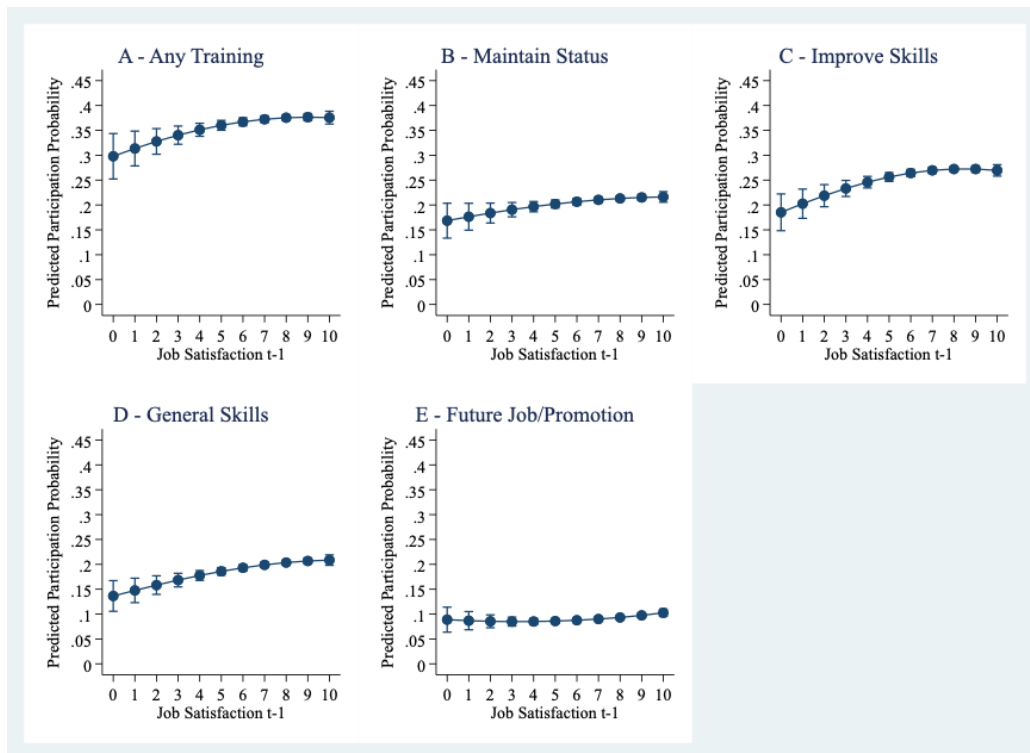 A - Any Training
Predicted Participation Probability
.45
.4
.35
.3
.25
.2
.15
.1
.05
0
0 1 2 3 4 5 6 7 8 9 10
Job Satisfaction t-1
B - Maintain Status
Predicted Participation Probability
.45
.4
.35
.3
.25
.2
.15
.1
.05
0
0 1 2 3 4 5 6 7 8 9 10
Job Satisfaction t-1
C - Improve Skills
Predicted Participation Probability
.45
.4
.35
.3
.25
.2
.15
.1
.05
0
0 1 2 3 4 5 6 7 8 9 10
Job Satisfaction t-1
D - General Skills
Predicted Participation Probability
.45
.4
.35
.3
.25
.2
.15
.1
.05
0
0 1 2 3 4 5 6 7 8 9 10
Job Satisfaction t-1
E - Future Job/Promotion
Predicted Participation Probability
.45
.4
.35
.3
.25
.2
.15
.1
.05
0
0 1 2 3 4 5 6 7 8 9 10
Job Satisfaction t-1